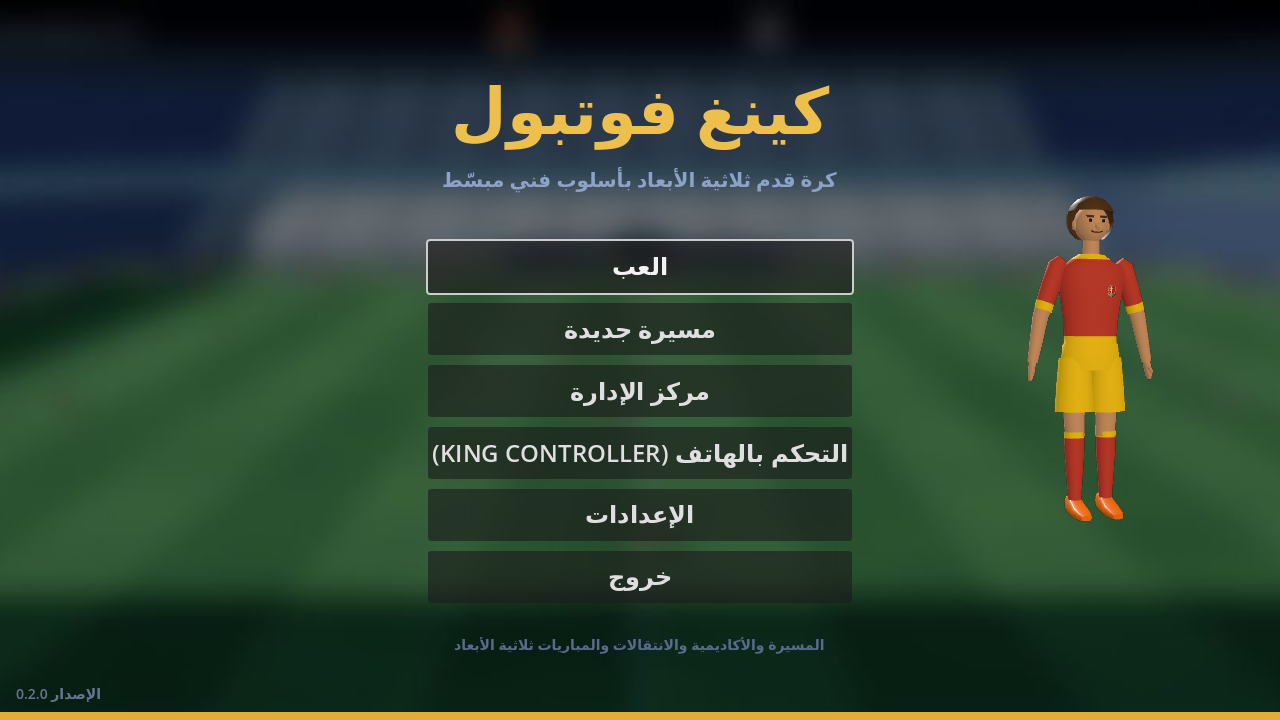 كينغ فوتبول
كرة قدم ثلاثية الأبعاد بأسلوب فني مبسّط
العب
مسيرة جديدة
مركز الإدارة
التحكم بالهاتف (KING CONTROLLER)
الإعدادات
خروج
المسيرة والأكاديمية والانتقالات والمباريات ثلاثية الأبعاد
الإصدار 0.2.0